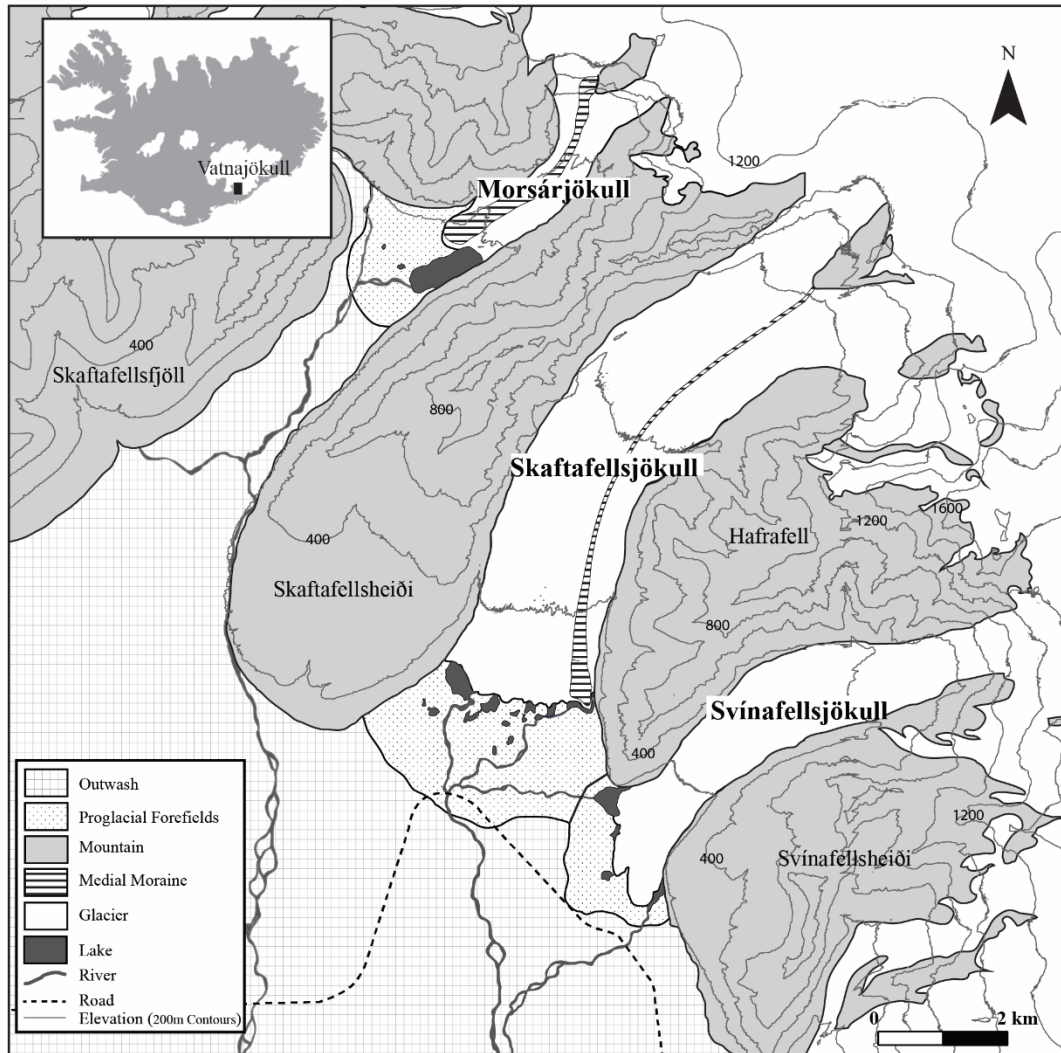 Vatnajökull
N
1200
Morsárjökull
400
Skaftafellsfjöll
800
Skaftafellsjökull
1600
1200
Hafrafell
400
Skaftafellsheiði
800
Svínafellsjökull
400
1200
400
Svínafellsheiði
Outwash
Proglacial Forefields
Mountain
Medial Moraine
Glacier
Lake
River
Road
Elevation (200m Contours)
0 2 km